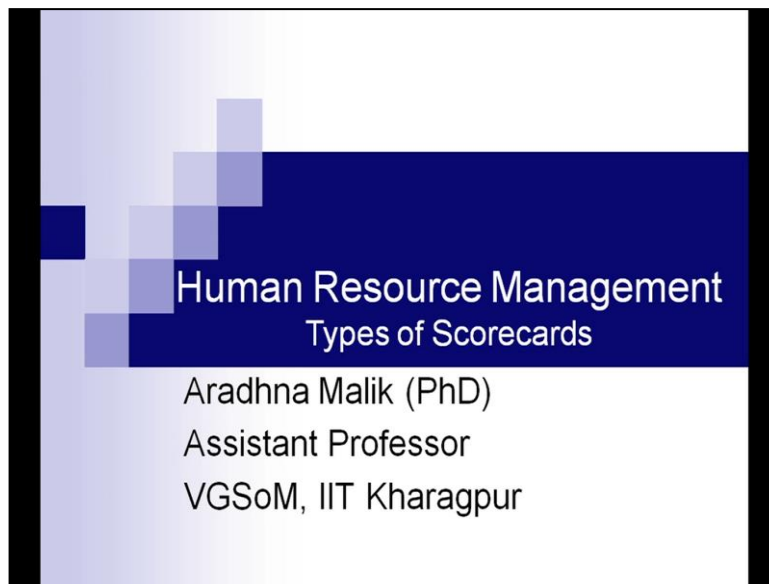 Human Resource Management
Types of Scorecards
Aradhna Malik (PhD)
Assistant Professor
VGSoM, IIT Kharagpur